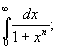 ∫₀^∞ dx / (1 + xⁿ);